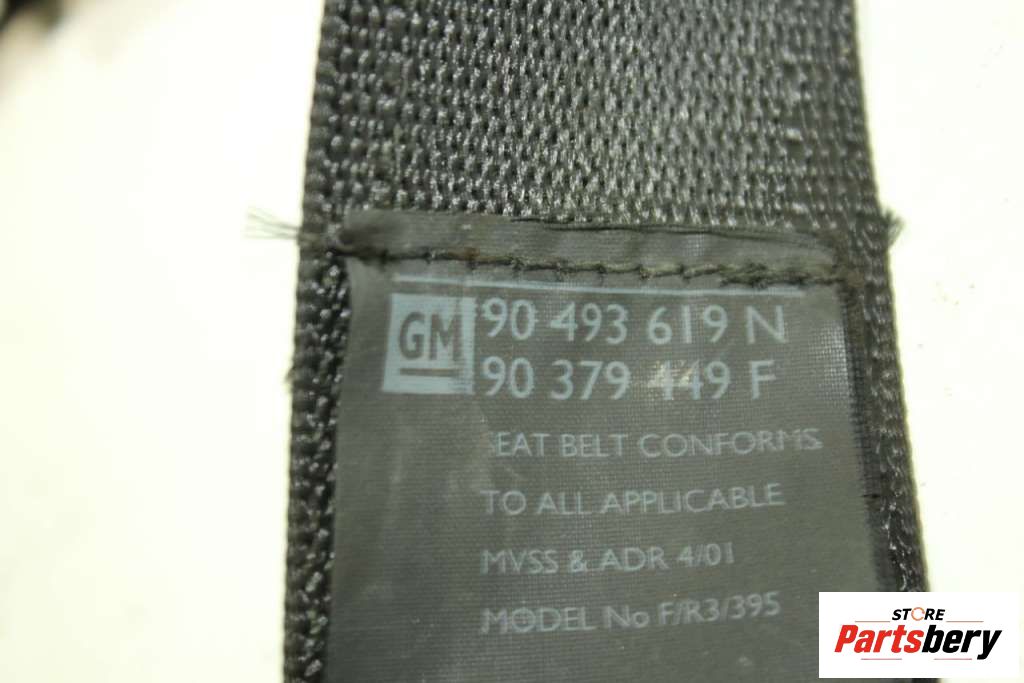 GM
90 493 619 N
90 379 449 F
SEAT BELT CONFORMS
TO ALL APPLICABLE
MVSS & ADR 4/01
MODEL No F/R3/395
STORE
Partsbery